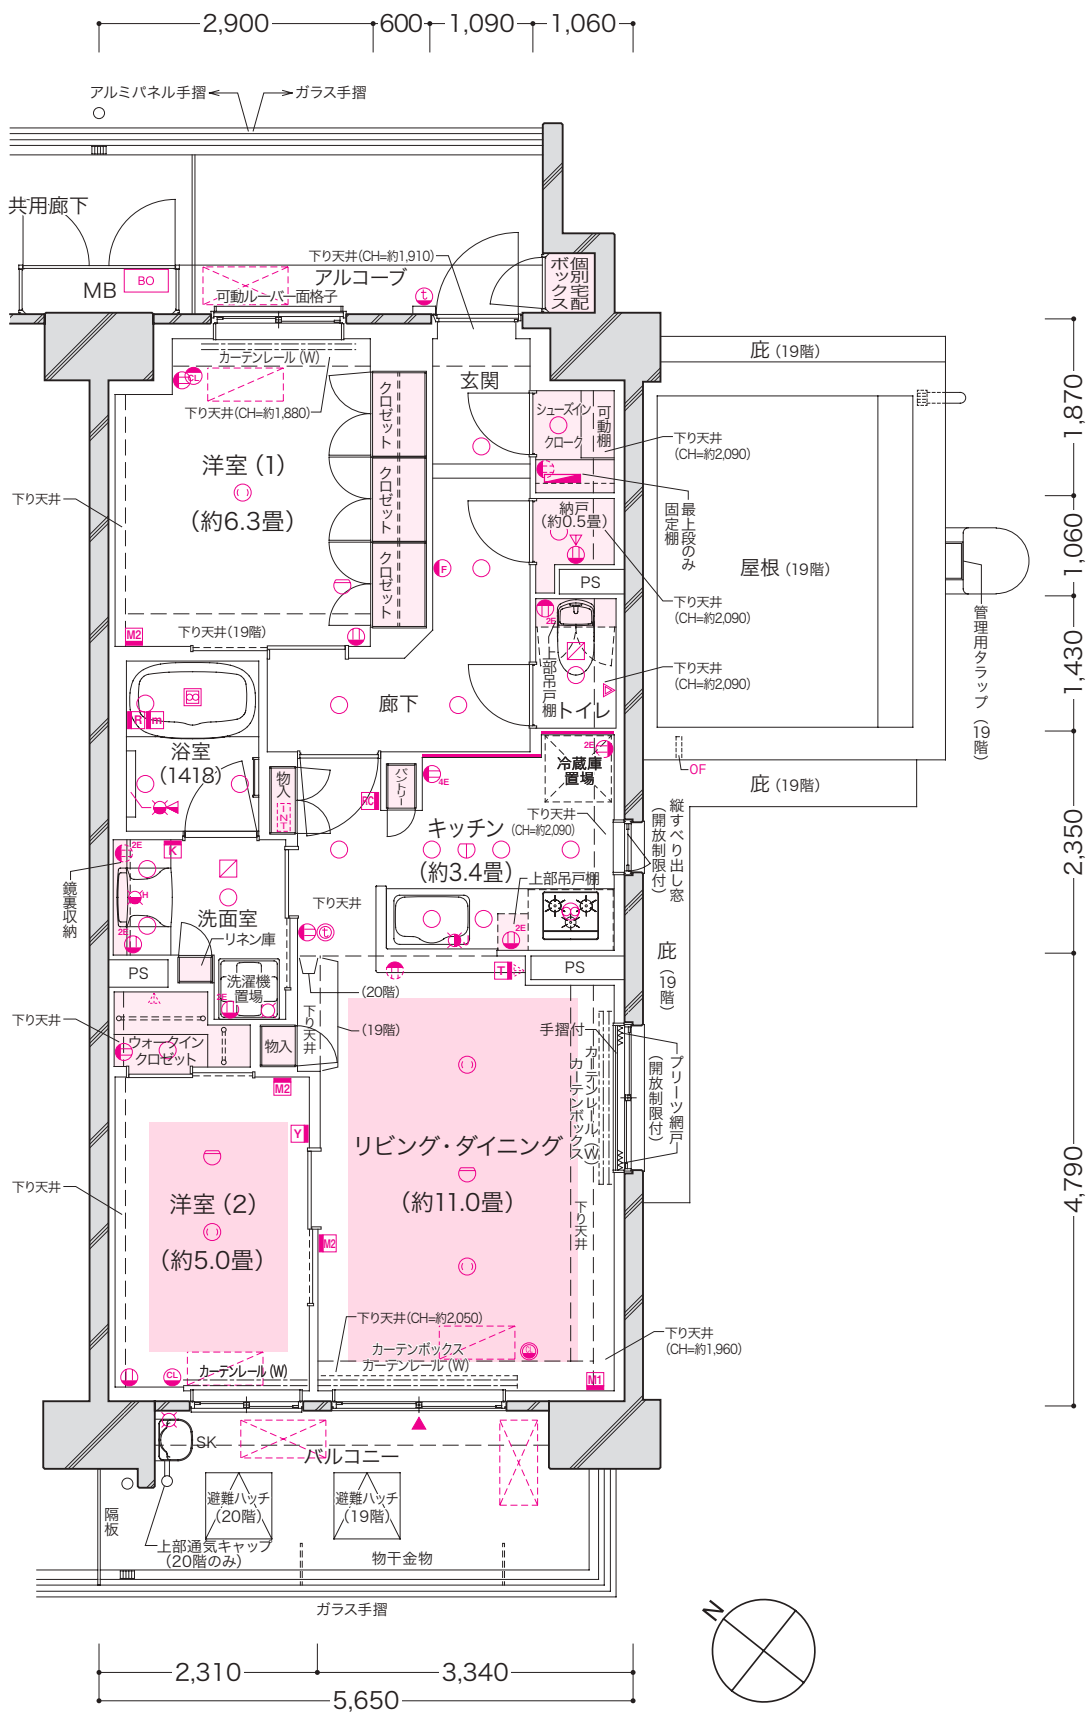 2,900
600
1,090
1,060
アルミパネル手摺
ガラス手摺
共用廊下
MB
BO
下り天井(CH=約1,910)
アルコーブ
可動ルーバー面格子
t
個別宅配
ボックス
カーテンレール(W)
CL
下り天井(CH=約1,880)
玄関
クロゼット
クロゼット
クロゼット
シューズイン
クローク
可動棚
下り天井
(CH=約2,090)
庇(19階)
1,870
洋室(1)
(約6.3畳)
下り天井
納戸
(約0.5畳)
最上段のみ
固定棚
PS
F
屋根(19階)
1,060
下り天井
(CH=約2,090)
管理用タラップ(19階)
M2
下り天井(19階)
2E
上部吊戸棚
トイレ
下り天井
(CH=約2,090)
1,430
廊下
R
m
浴室
(1418)
物入
INT
RC
パントリー
4E
2E
冷蔵庫
置場
OF
庇(19階)
キッチン
(CH=約2,090)
(約3.4畳)
下り天井
縦すべり出し窓
(開放制限付)
2,350
2E
K
鏡裏収納
H
2E
洗面室
リネン庫
下り天井
t
上部吊戸棚
2E
庇(19階)
PS
洗濯機
置場
2E
T
PS
(20階)
(19階)
下り天井
下り天井
ウォークイン
クロゼット
物入
手摺付
カーテンレール(W)
カーテンボックス
プリーツ網戸
(開放制限付)
M2
Y
リビング・ダイニング
(約11.0畳)
4,790
下り天井
洋室(2)
(約5.0畳)
M2
下り天井
下り天井(CH=約2,050)
カーテンボックス
カーテンレール(W)
下り天井
(CH=約1,960)
CL
カーテンレール(W)
CL
M1
SK
バルコニー
隔板
避難ハッチ
(20階)
避難ハッチ
(19階)
上部通気キャップ
(20階のみ)
物干金物
ガラス手摺
N
2,310
3,340
5,650